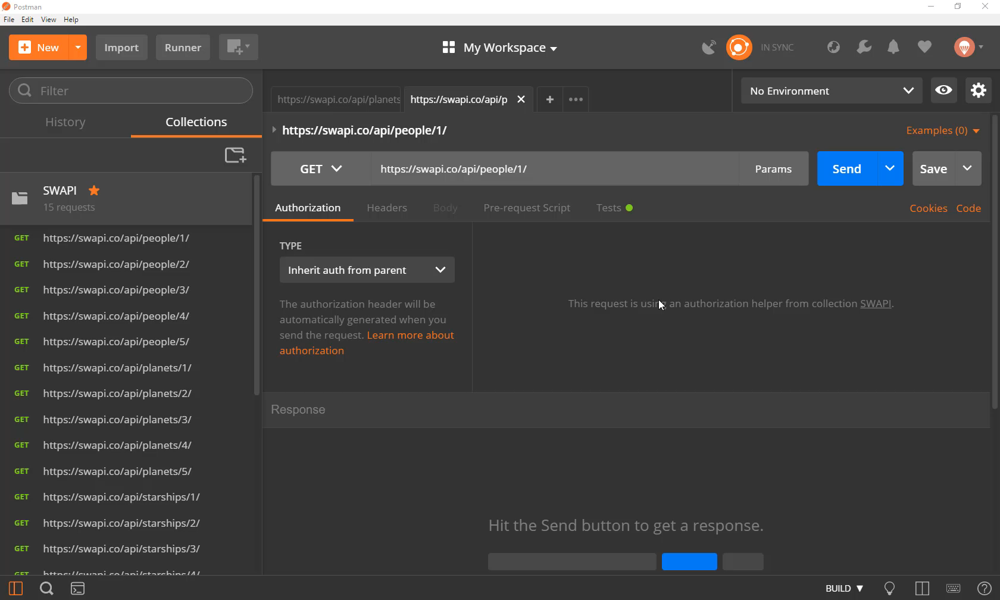 Postman
File Edit View Help
New Import Runner My Workspace IN SYNC
Filter
History Collections
SWAPI
15 requests
GET https://swapi.co/api/people/1/
GET https://swapi.co/api/people/2/
GET https://swapi.co/api/people/3/
GET https://swapi.co/api/people/4/
GET https://swapi.co/api/people/5/
GET https://swapi.co/api/planets/1/
GET https://swapi.co/api/planets/2/
GET https://swapi.co/api/planets/3/
GET https://swapi.co/api/planets/4/
GET https://swapi.co/api/planets/5/
GET https://swapi.co/api/starships/1/
GET https://swapi.co/api/starships/2/
GET https://swapi.co/api/starships/3/
GET https://swapi.co/api/starships/4/
https://swapi.co/api/planets https://swapi.co/api/p
No Environment
https://swapi.co/api/people/1/ Examples (0)
GET https://swapi.co/api/people/1/ Params Send Save
Authorization Headers Body Pre-request Script Tests Cookies Code
TYPE
Inherit auth from parent
The authorization header will be
automatically generated when you
send the request. Learn more about
authorization
This request is using an authorization helper from collection SWAPI.
Response
Hit the Send button to get a response.
BUILD